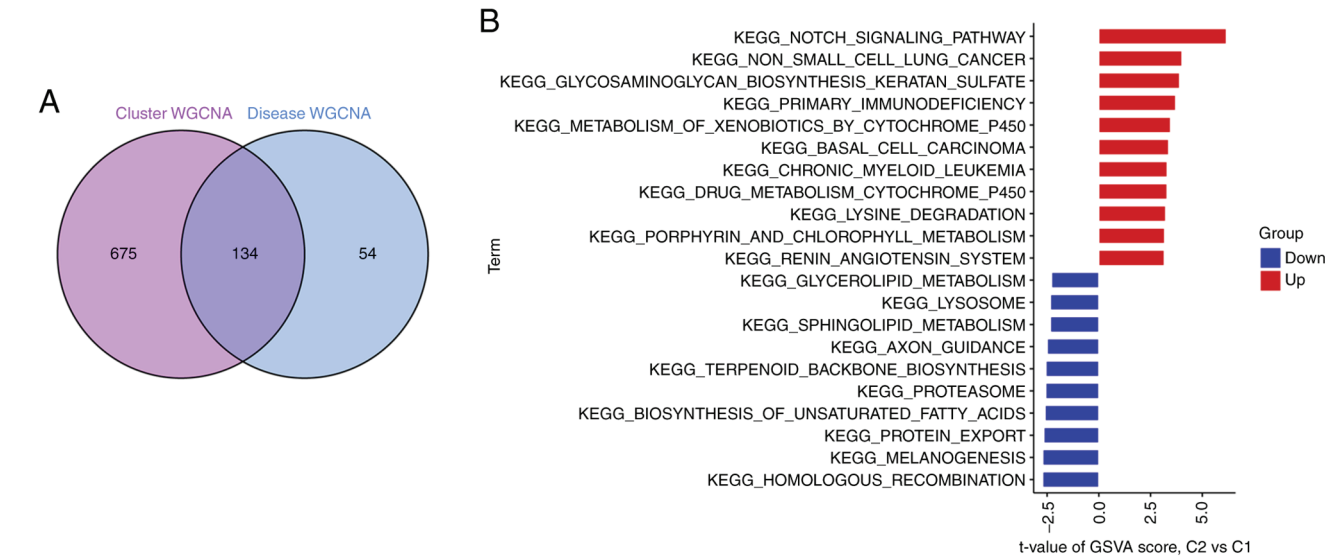 A
Cluster WGCNA
Disease WGCNA
675
134
54
B
Term
KEGG_NOTCH_SIGNALING_PATHWAY
KEGG_NON_SMALL_CELL_LUNG_CANCER
KEGG_GLYCOSAMINOGLYCAN_BIOSYNTHESIS_KERATAN_SULFATE
KEGG_PRIMARY_IMMUNODEFICIENCY
KEGG_METABOLISM_OF_XENOBIOTICS_BY_CYTOCHROME_P450
KEGG_BASAL_CELL_CARCINOMA
KEGG_CHRONIC_MYELOID_LEUKEMIA
KEGG_DRUG_METABOLISM_CYTOCHROME_P450
KEGG_LYSINE_DEGRADATION
KEGG_PORPHYRIN_AND_CHLOROPHYLL_METABOLISM
KEGG_RENIN_ANGIOTENSIN_SYSTEM
KEGG_GLYCEROLIPID_METABOLISM
KEGG_LYSOSOME
KEGG_SPHINGOLIPID_METABOLISM
KEGG_AXON_GUIDANCE
KEGG_TERPENOID_BACKBONE_BIOSYNTHESIS
KEGG_PROTEASOME
KEGG_BIOSYNTHESIS_OF_UNSATURATED_FATTY_ACIDS
KEGG_PROTEIN_EXPORT
KEGG_MELANOGENESIS
KEGG_HOMOLOGOUS_RECOMBINATION
-2.5
0.0
2.5
5.0
t-value of GSVA score, C2 vs C1
Group
Down
Up